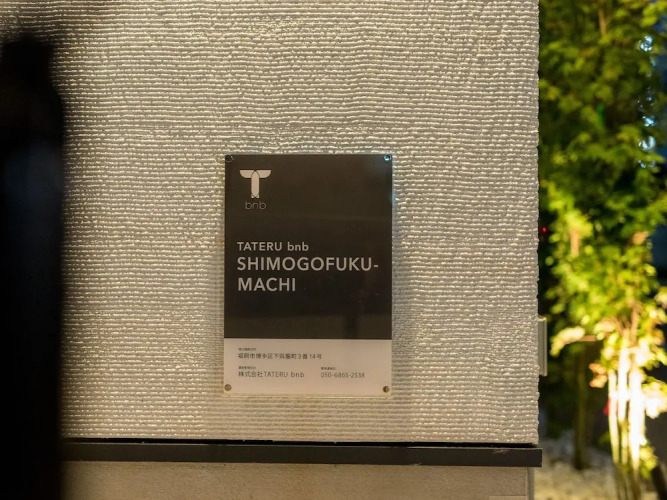 T
bnb
TATERU bnb
SHIMOGOFUKU-
MACHI
福岡市博多区下呉服町3番14号
株式会社TATERU bnb 050-6865-2538